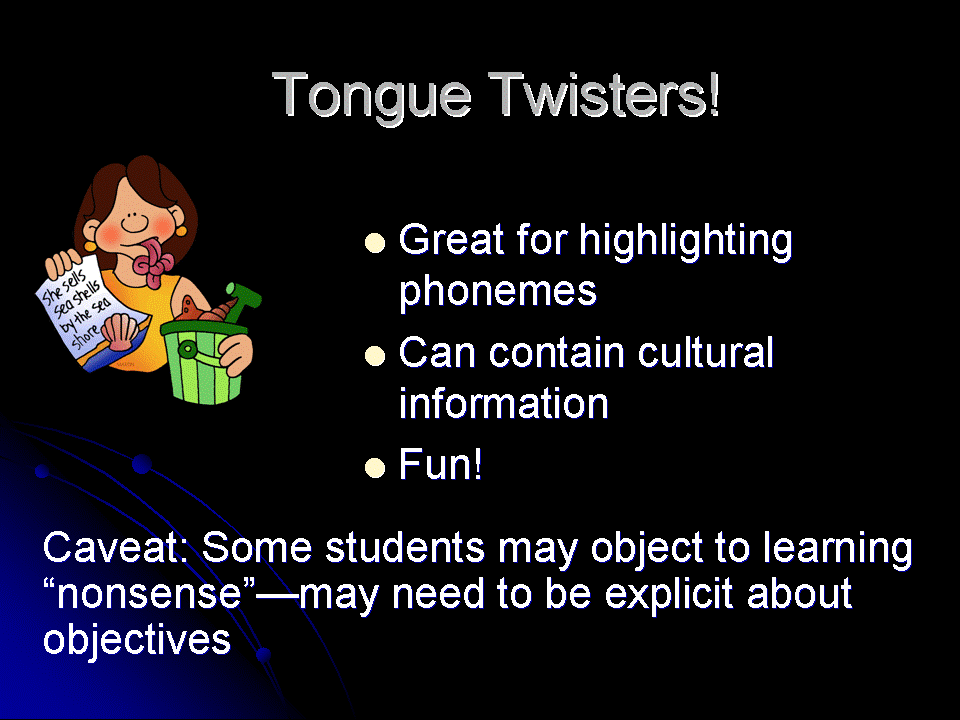 Tongue Twisters!
She sells
sea shells
by the sea
shore
Great for highlighting
phonemes
Can contain cultural
information
Fun!
Caveat: Some students may object to learning
“nonsense”—may need to be explicit about
objectives